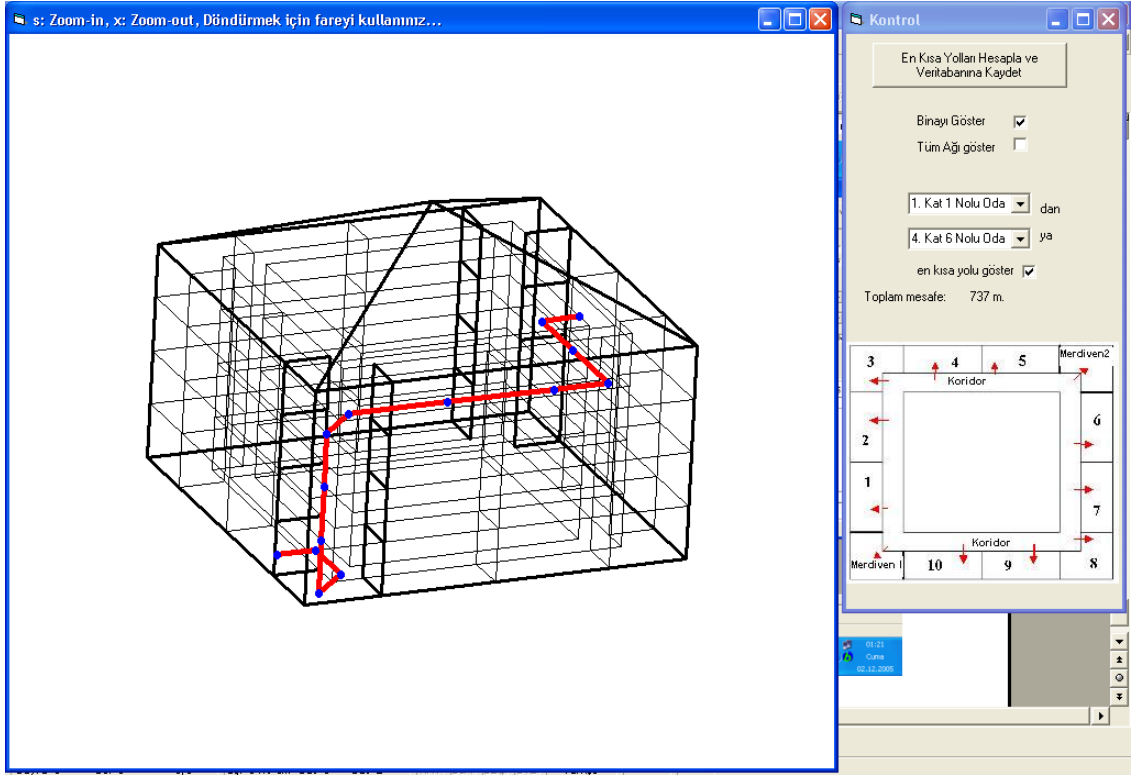 s: Zoom-in, x: Zoom-out, Döndürmek için fareyi kullanınız...
Kontrol
En Kısa Yolları Hesapla ve
Veritabanına Kaydet
Binayı Göster
Tüm Ağı göster
1. Kat 1 Nolu Oda
dan
4. Kat 6 Nolu Oda
ya
en kısa yolu göster
Toplam mesafe: 737 m.
3 4 5 Merdiven2
Koridor
6
2
1
7
Koridor
Merdiven I 10 9 8
01:21
Cuma
02.12.2005